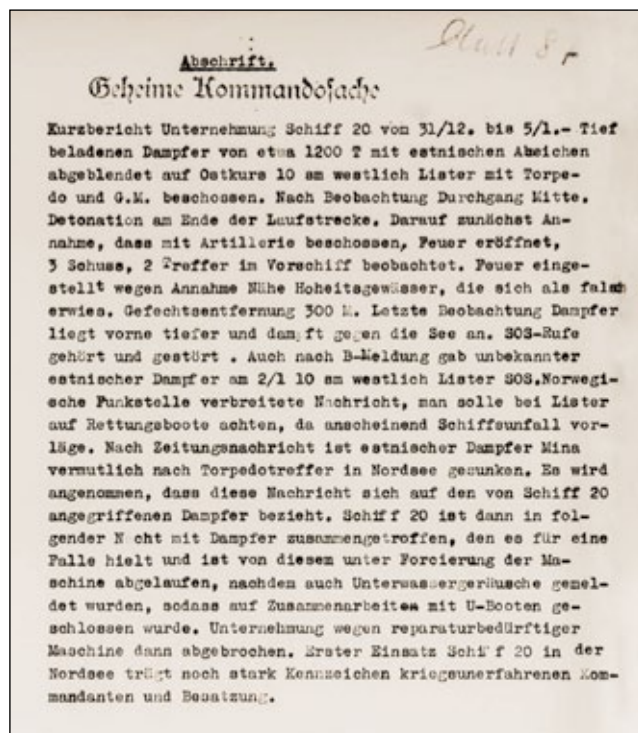 Blatt 8
Abschrift.
Geheime Kommandosache
Kurzbericht Unternehmung Schiff 20 vom 31/12. bis 5/1.- Tief
beladenen Dampfer von etwa 1200 T mit estnischen Abzeichen
abgeblendet auf Ostkurs 10 sm westlich Lister mit Torpe-
do und G.M. beschossen. Nach Beobachtung Durchgang Mitte.
Detonation am Ende der Laufstrecke. Darauf zunächst An-
nahme, dass mit Artillerie beschossen, Feuer eröffnet,
3 Schuss, 2 Treffer im Vorschiff beobachtet. Feuer einge-
stellt wegen Annahme Nähe Hoheitsgewässer, die sich als falsch
erwies. Gefechtsentfernung 300 M. Letzte Beobachtung Dampfer
liegt vorne tiefer und dampft gegen die See an. SOS-Rufe
gehört und gestört . Auch nach B-Meldung gab unbekannter
estnischer Dampfer am 2/1 10 sm westlich Lister SOS.Norwegi-
sche Funkstelle verbreitete Nachricht, man solle bei Lister
auf Rettungsboote achten, da anscheinend Schiffsunfall vor-
läge. Nach Zeitungsnachricht ist estnischer Dampfer Mina
vermutlich nach Torpedotreffer in Nordsee gesunken. Es wird
angenommen, dass diese Nachricht sich auf den von Schiff 20
angegriffenen Dampfer bezieht. Schiff 20 ist dann in fol-
gender N cht mit Dampfer zusammengetroffen, den es für eine
Falle hielt und ist von diesem unter Forcierung der Ma-
schine abgelaufen, nachdem auch Unterwassergeräusche gemel-
det wurden, sodass auf Zusammenarbeiten mit U-Booten ge-
schlossen wurde. Unternehmung wegen reparaturbedürftiger
Maschine dann abgebrochen. Erster Einsatz Schiff 20 in der
Nordsee trägt noch stark Kennzeichen kriegsunerfahrenen Kom-
mandanten und Besatzung.